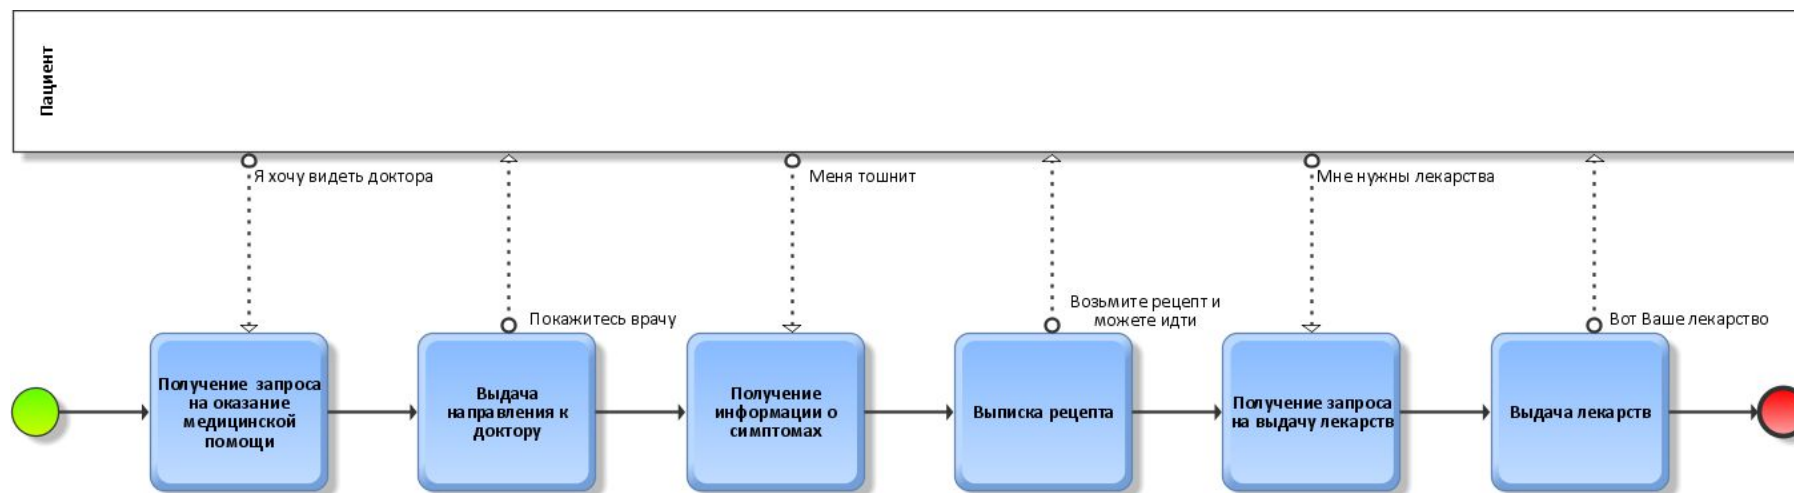 Пациент
Я хочу видеть доктора
Меня тошнит
Мне нужны лекарства
Покажитесь врачу
Возьмите рецепт и
можете идти
Вот Ваше лекарство
Получение запроса
на оказание
медицинской
помощи
Выдача
направления к
доктору
Получение
информации о
симптомах
Выписка рецепта
Получение запроса
на выдачу лекарств
Выдача лекарств